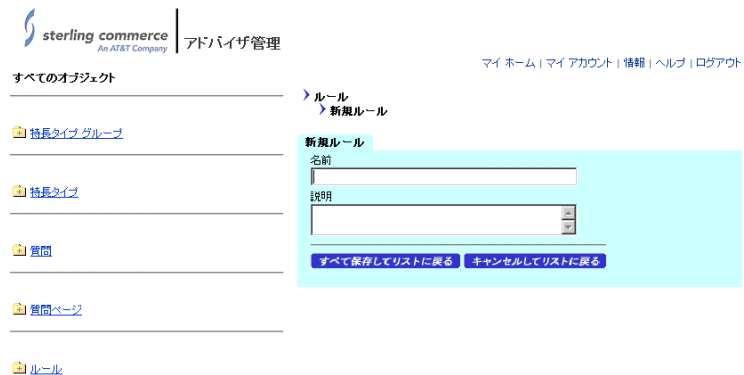 sterling commerce
An AT&T Company
アドバイザ管理
マイ ホーム | マイ アカウント | 情報 | ヘルプ | ログアウト
すべてのオブジェクト
特長タイプ グループ
特長タイプ
質問
質問ページ
ルール
ルール
新規ルール
新規ルール
名前
説明
すべて保存してリストに戻る キャンセルしてリストに戻る